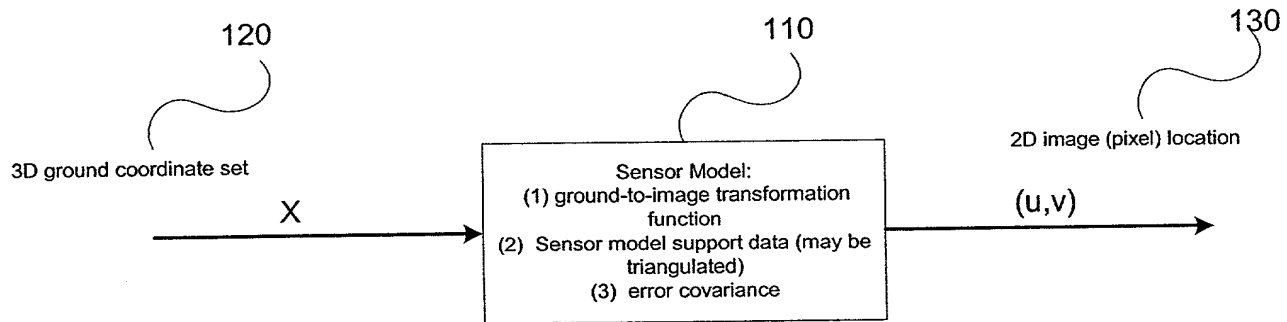 120
110
130
3D ground coordinate set
2D image (pixel) location
X
Sensor Model:
(1) ground-to-image transformation
function
(2) Sensor model support data (may be
triangulated)
(3) error covariance
(u,v)